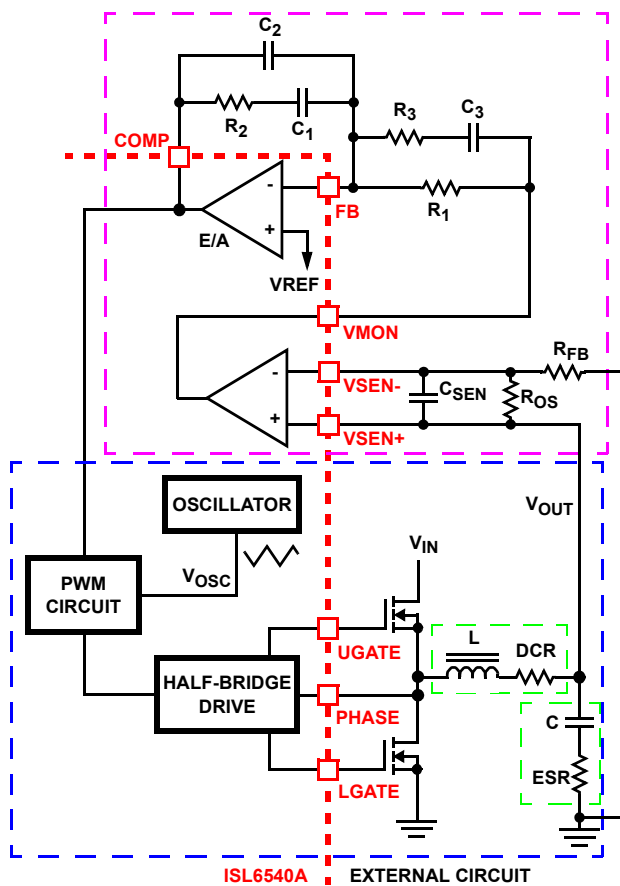 C2
R2
C1
R3
C3
COMP
-
+
E/A
FB
R1
VREF
VMON
RFB
-
+
VSEN-
CSEN
ROS
VSEN+
OSCILLATOR
VOUT
VIN
PWM
CIRCUIT
VOSC
L
DCR
UGATE
HALF-BRIDGE
DRIVE
PHASE
C
ESR
LGATE
ISL6540A
EXTERNAL CIRCUIT